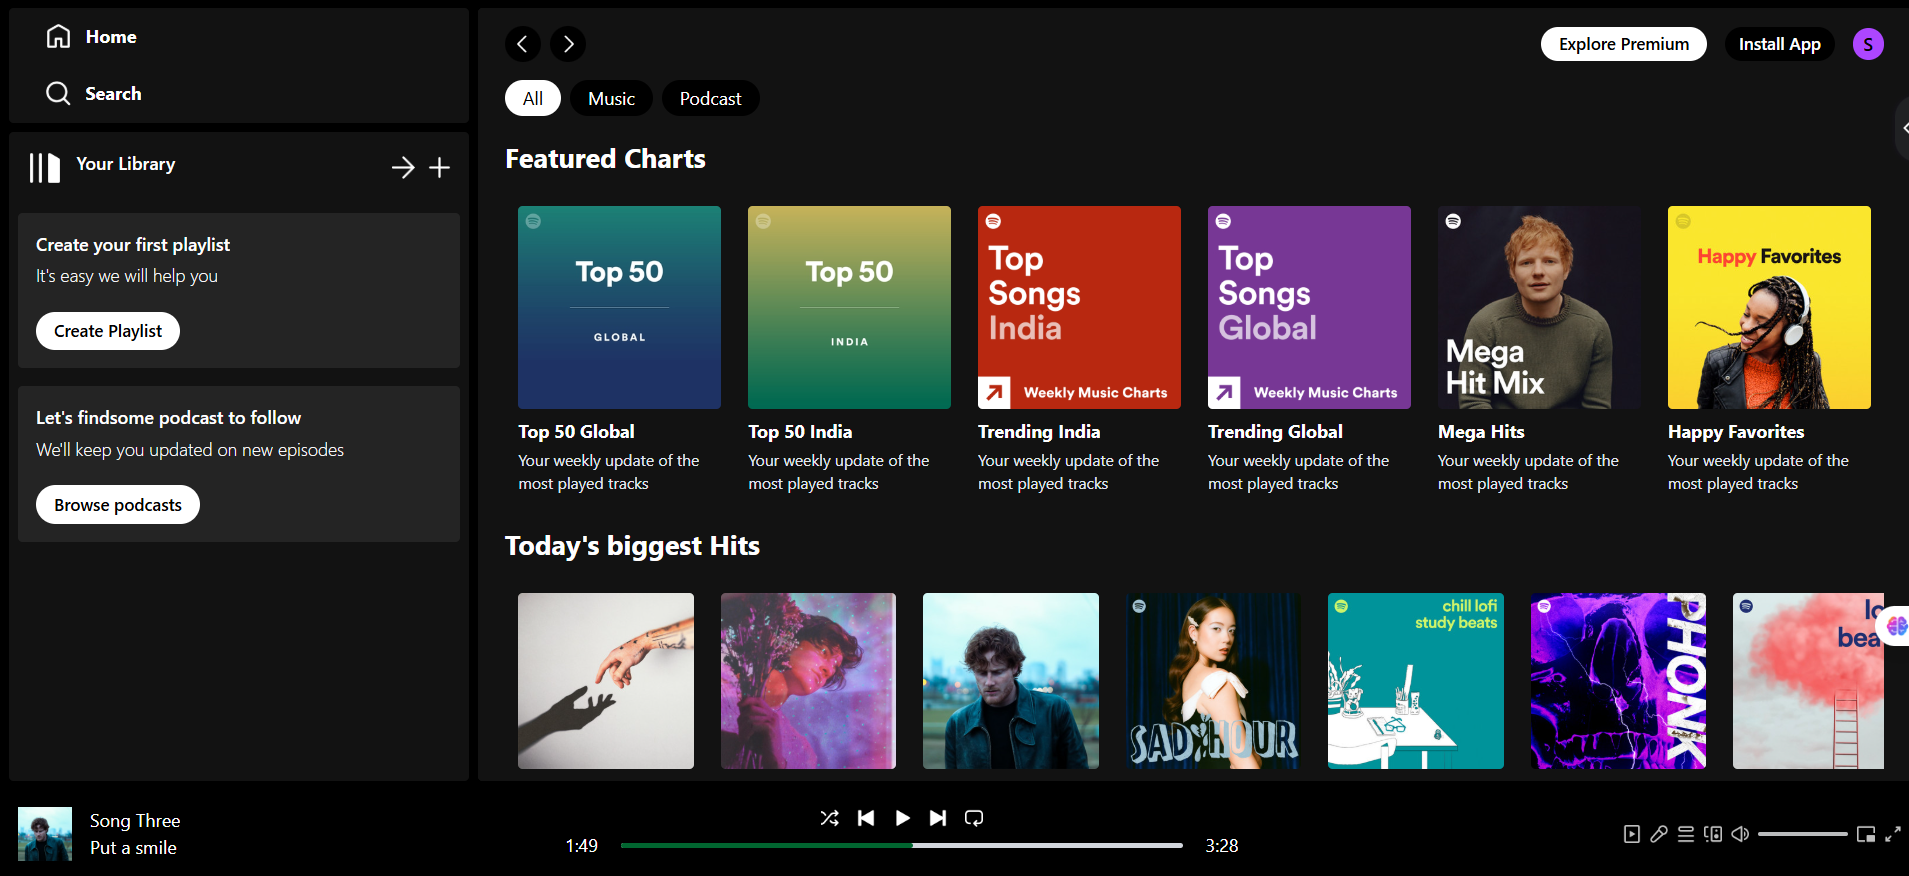 Home
Search
Your Library
Create your first playlist
It's easy we will help you
Create Playlist
Let's findsome podcast to follow
We'll keep you updated on new episodes
Browse podcasts
Explore Premium
Install App
S
All
Music
Podcast
Featured Charts
Top 50
GLOBAL
Top 50
INDIA
Top
Songs
India
Weekly Music Charts
Top
Songs
Global
Weekly Music Charts
Mega
Hit Mix
Happy Favorites
Top 50 Global
Your weekly update of the
most played tracks
Top 50 India
Your weekly update of the
most played tracks
Trending India
Your weekly update of the
most played tracks
Trending Global
Your weekly update of the
most played tracks
Mega Hits
Your weekly update of the
most played tracks
Happy Favorites
Your weekly update of the
most played tracks
Today's biggest Hits
SAD HOUR
chill lofi
study beats
PHONK
Song Three
Put a smile
1:49
3:28